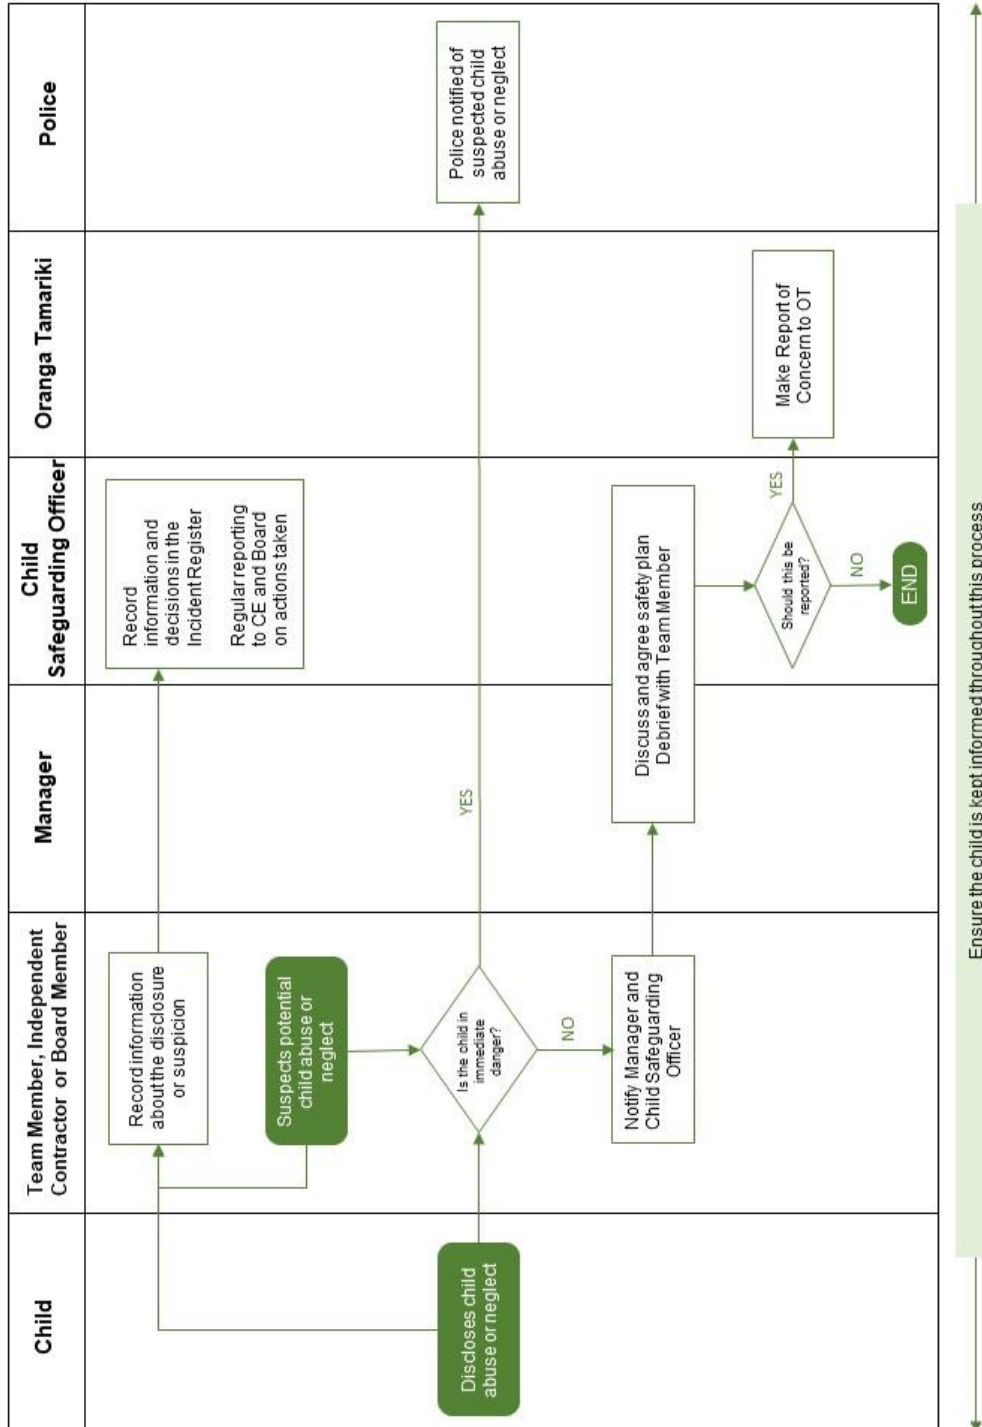 Child
Team Member, Independent
Contractor or Board Member
Manager
Child
Safeguarding Officer
Oranga Tamariki
Police
Record information
about the disclosure
or suspicion
Record
information and
decisions in the
Incident Register
Regular reporting
to CE and Board
on actions taken
Suspects potential
child abuse or
neglect
Discloses child
abuse or neglect
Is the child in
immediate
danger?
YES
Police notified of
suspected child
abuse or neglect
NO
Notify Manager and
Child Safeguarding
Officer
Discuss and agree safety plan
Debrief with Team Member
Should this be
reported?
YES
Make Report of
Concern to OT
NO
END
Ensure the child is kept informed throughout this process